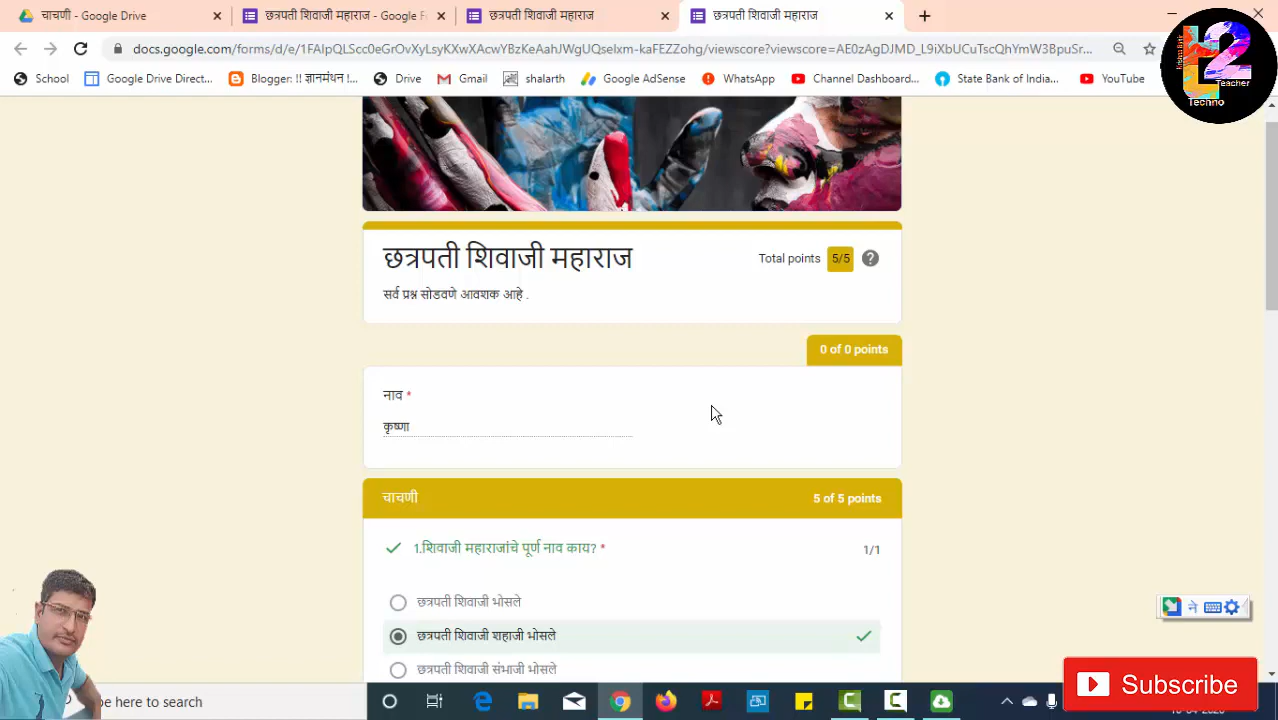 चाचणी - Google Drive
छत्रपती शिवाजी महाराज - Google F
छत्रपती शिवाजी महाराज
छत्रपती शिवाजी महाराज
docs.google.com/forms/d/e/1FAIpQLScc0eGrOvXyLsyKXwXAoVwYBzKeAahJWgUQselxm-kaFEZZohg/viewscore?viewscore=AE0zAgDJMD_L9iXbUCuTscQhYmW3BpuSr...
School
Google Drive Direct...
Blogger: !! ज्ञानमंथन !...
Drive
Gmail
shalarth
Google AdSense
WhatsApp
Channel Dashboard...
State Bank of India...
YouTube
Teacher
Techno
छत्रपती शिवाजी महाराज
Total points 5/5
सर्व प्रश्न सोडवणे आवशक आहे .
0 of 0 points
नाव *
कृष्णा
चाचणी
5 of 5 points
1.शिवाजी महाराजांचे पूर्ण नाव काय? *
1/1
छत्रपती शिवाजी भोसले
छत्रपती शिवाजी शहाजी भोसले
छत्रपती शिवाजी संभाजी भोसले
ने
Subscribe
pe here to search